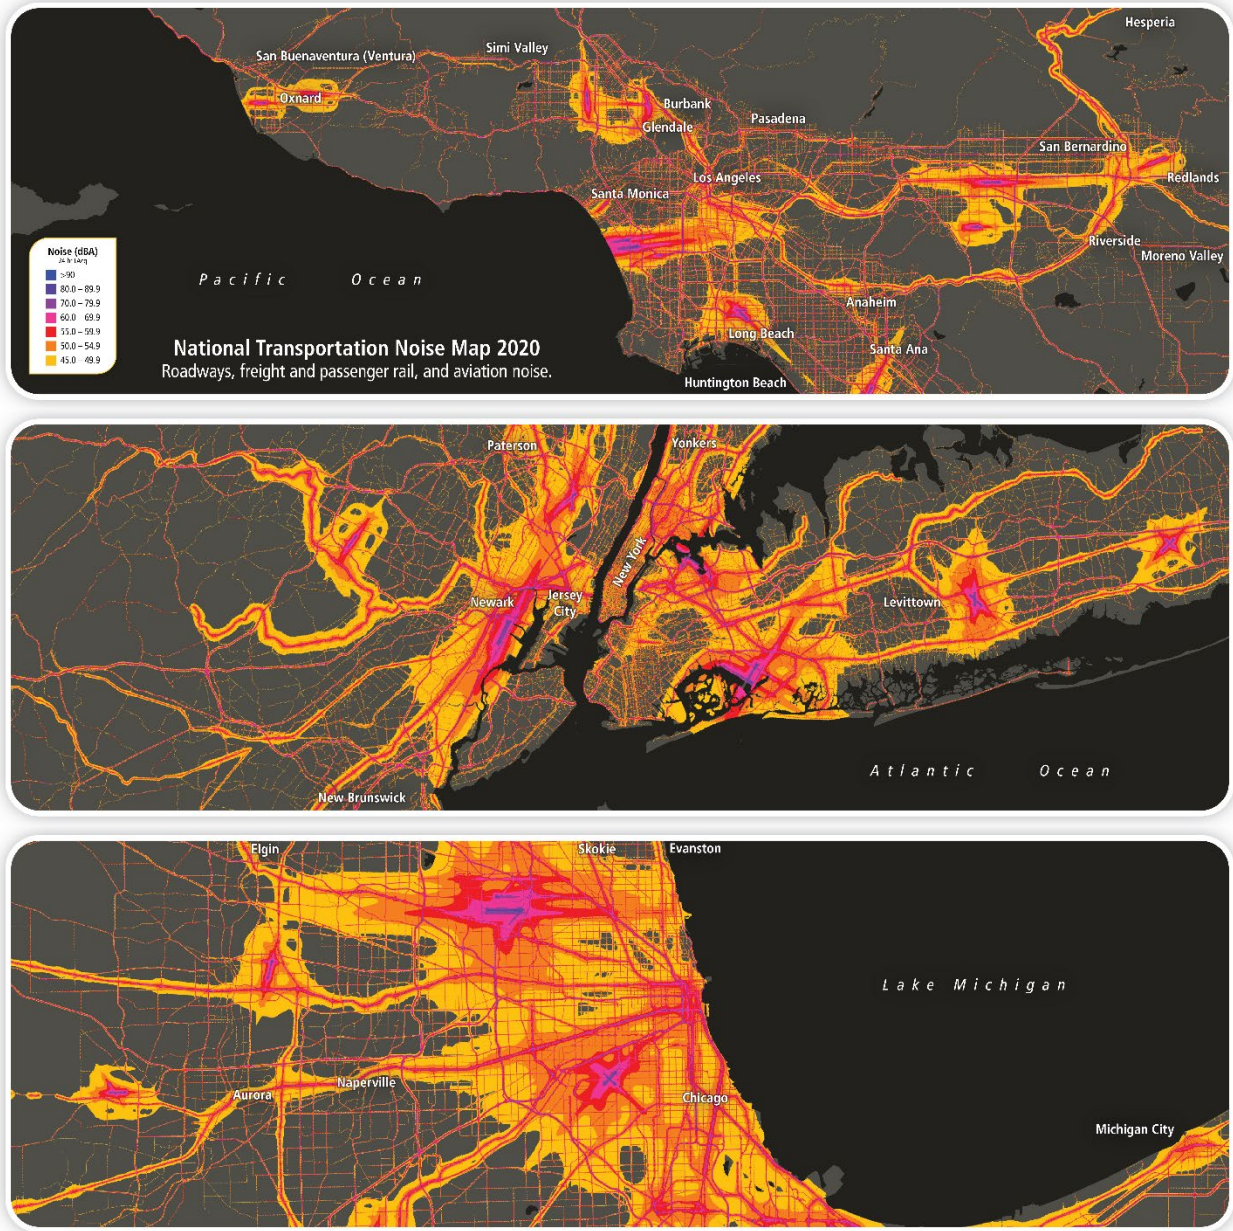 Hesperia
San Buenaventura (Ventura)
Simi Valley
Oxnard
Burbank
Glendale
Pasadena
San Bernardino
Los Angeles
Santa Monica
Redlands
Riverside
Moreno Valley
Noise (dBA)
24 hr LAeq
>90
80.0 – 89.9
70.0 – 79.9
60.0 – 69.9
55.0 – 59.9
50.0 – 54.9
45.0 – 49.9
Pacific Ocean
Anaheim
Long Beach
Santa Ana
Huntington Beach
National Transportation Noise Map 2020
Roadways, freight and passenger rail, and aviation noise.
Paterson
Yonkers
New York
Newark
Jersey
City
Levittown
Atlantic Ocean
New Brunswick
Elgin
Skokie
Evanston
Lake Michigan
Naperville
Aurora
Chicago
Michigan City